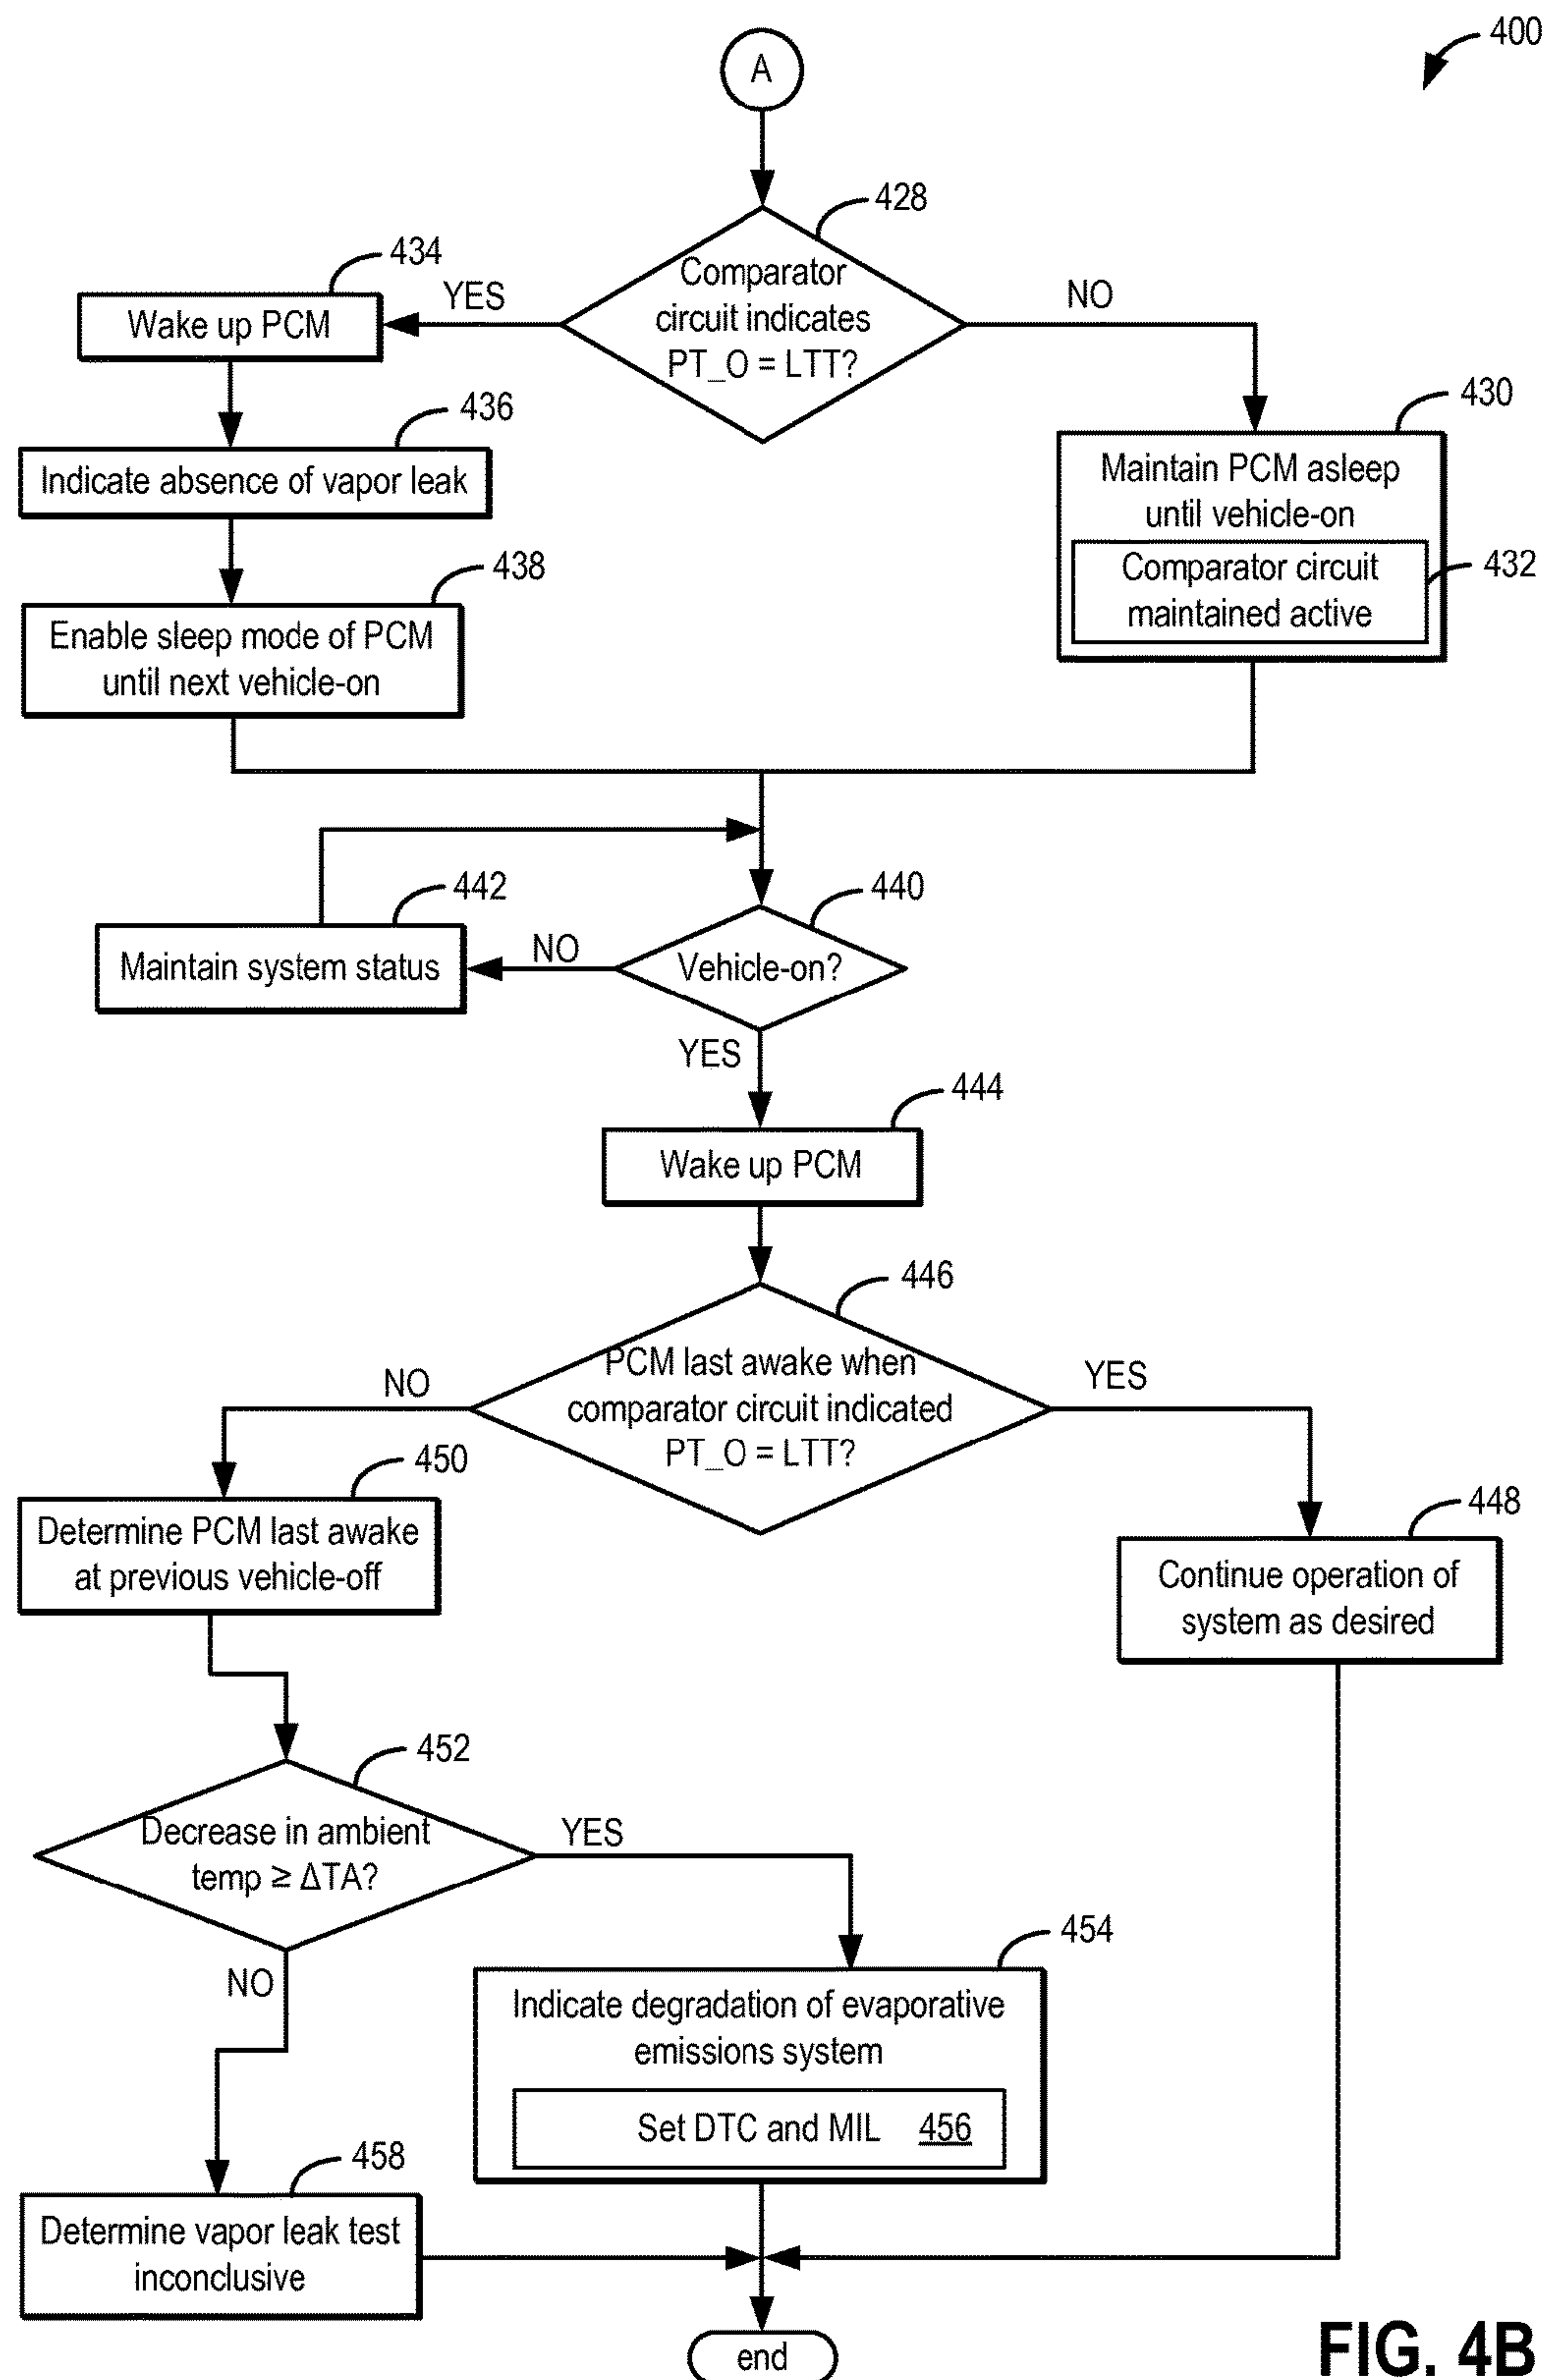 400
A
428
Comparator
circuit indicates
PT_O = LTT?
YES
NO
434
Wake up PCM
436
Indicate absence of vapor leak
438
Enable sleep mode of PCM
until next vehicle-on
430
Maintain PCM asleep
until vehicle-on
Comparator circuit
maintained active
432
440
Vehicle-on?
NO
442
Maintain system status
YES
444
Wake up PCM
446
PCM last awake when
comparator circuit indicated
PT_O = LTT?
NO
YES
450
Determine PCM last awake
at previous vehicle-off
448
Continue operation of
system as desired
452
Decrease in ambient
temp ≥ ΔTA?
YES
NO
454
Indicate degradation of evaporative
emissions system
Set DTC and MIL 456
458
Determine vapor leak test
inconclusive
end
FIG. 4B